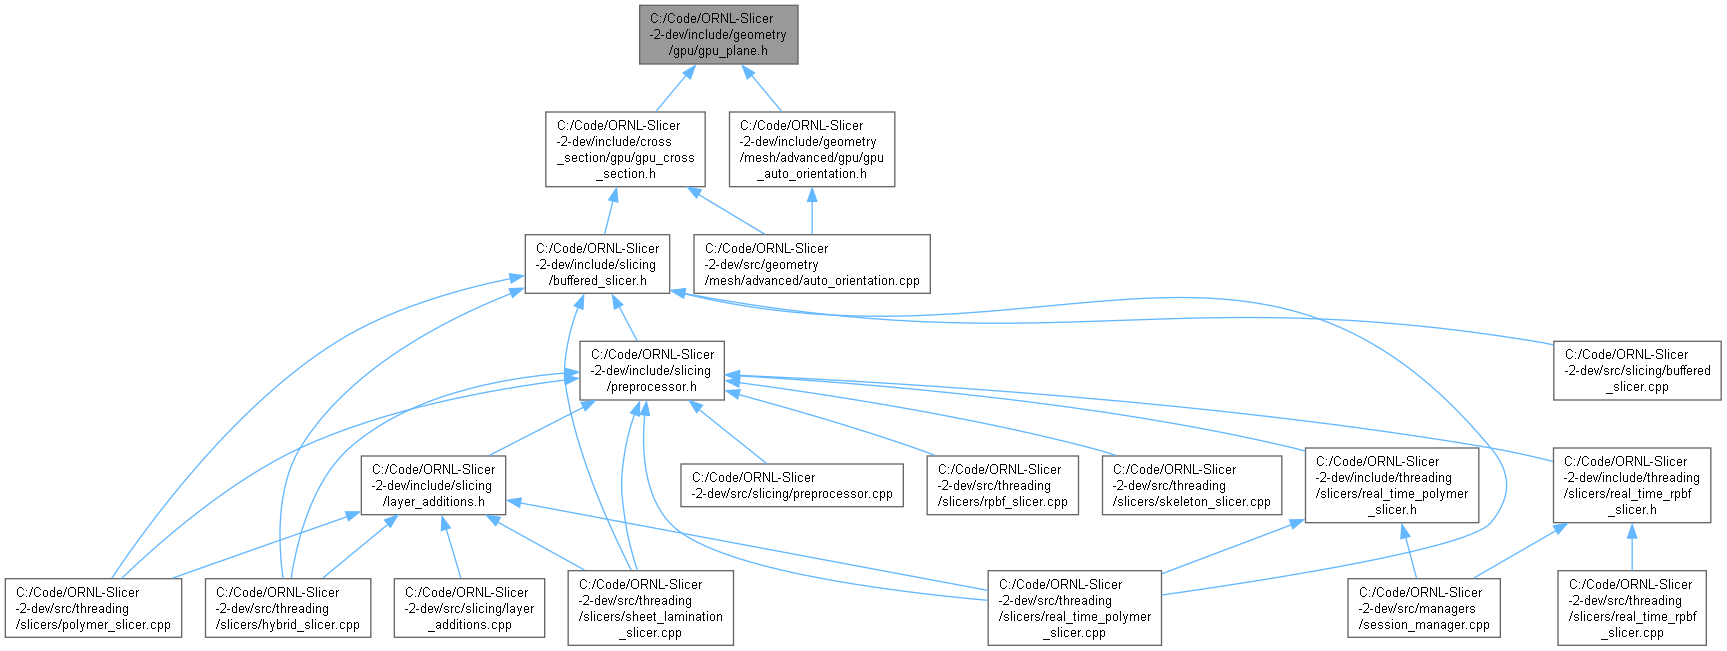 C:/Code/ORNL-Slicer
-2-dev/include/geometry
/gpu/gpu_plane.h
C:/Code/ORNL-Slicer
-2-dev/include/cross
_section/gpu/gpu_cross
_section.h
C:/Code/ORNL-Slicer
-2-dev/include/geometry
/mesh/advanced/gpu/gpu
_auto_orientation.h
C:/Code/ORNL-Slicer
-2-dev/include/slicing
/buffered_slicer.h
C:/Code/ORNL-Slicer
-2-dev/src/geometry
/mesh/advanced/auto_orientation.cpp
C:/Code/ORNL-Slicer
-2-dev/include/slicing
/preprocessor.h
C:/Code/ORNL-Slicer
-2-dev/src/slicing/buffered
_slicer.cpp
C:/Code/ORNL-Slicer
-2-dev/include/slicing
/layer_additions.h
C:/Code/ORNL-Slicer
-2-dev/src/slicing/preprocessor.cpp
C:/Code/ORNL-Slicer
-2-dev/src/threading
/slicers/rpbf_slicer.cpp
C:/Code/ORNL-Slicer
-2-dev/src/threading
/slicers/skeleton_slicer.cpp
C:/Code/ORNL-Slicer
-2-dev/include/threading
/slicers/real_time_polymer
_slicer.h
C:/Code/ORNL-Slicer
-2-dev/include/threading
/slicers/real_time_rpbf
_slicer.h
C:/Code/ORNL-Slicer
-2-dev/src/threading
/slicers/polymer_slicer.cpp
C:/Code/ORNL-Slicer
-2-dev/src/threading
/slicers/hybrid_slicer.cpp
C:/Code/ORNL-Slicer
-2-dev/src/slicing/layer
_additions.cpp
C:/Code/ORNL-Slicer
-2-dev/src/threading
/slicers/sheet_lamination
_slicer.cpp
C:/Code/ORNL-Slicer
-2-dev/src/threading
/slicers/real_time_polymer
_slicer.cpp
C:/Code/ORNL-Slicer
-2-dev/src/managers
/session_manager.cpp
C:/Code/ORNL-Slicer
-2-dev/src/threading
/slicers/real_time_rpbf
_slicer.cpp